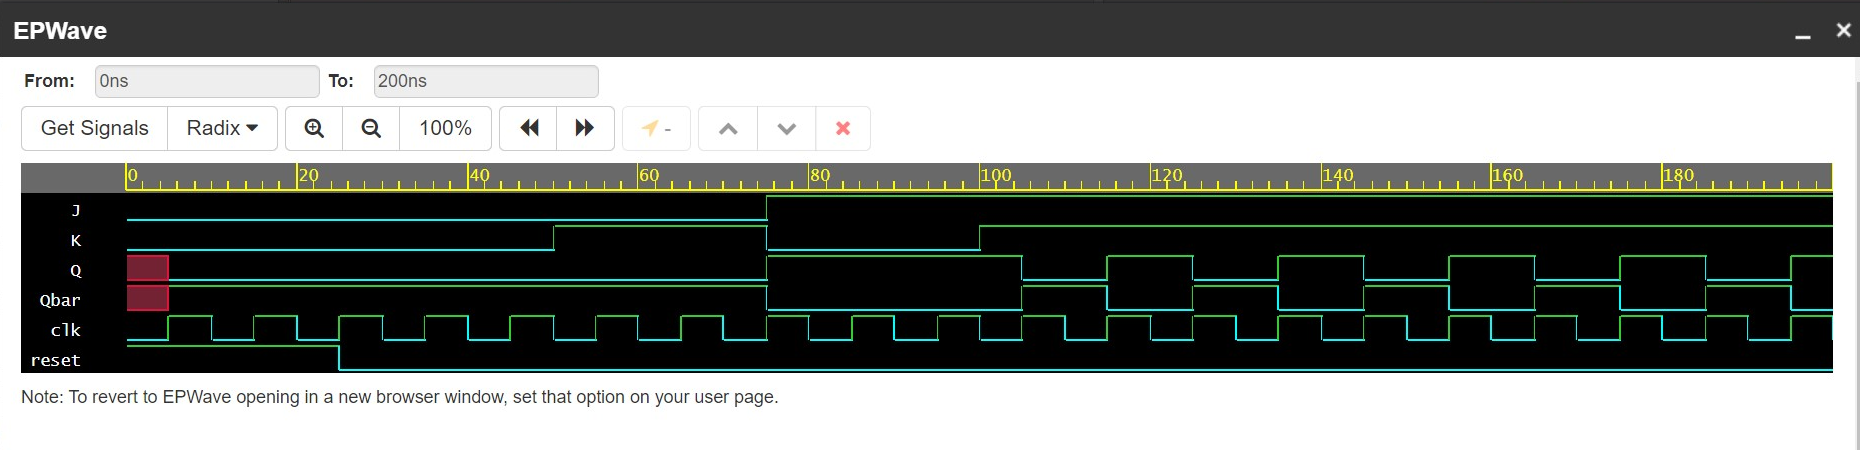 EPWave
From: 0ns To: 200ns
Get Signals Radix 100% -
0 20 40 60 80 100 120 140 160 180
J
K
Q
Qbar
clk
reset
Note: To revert to EPWave opening in a new browser window, set that option on your user page.